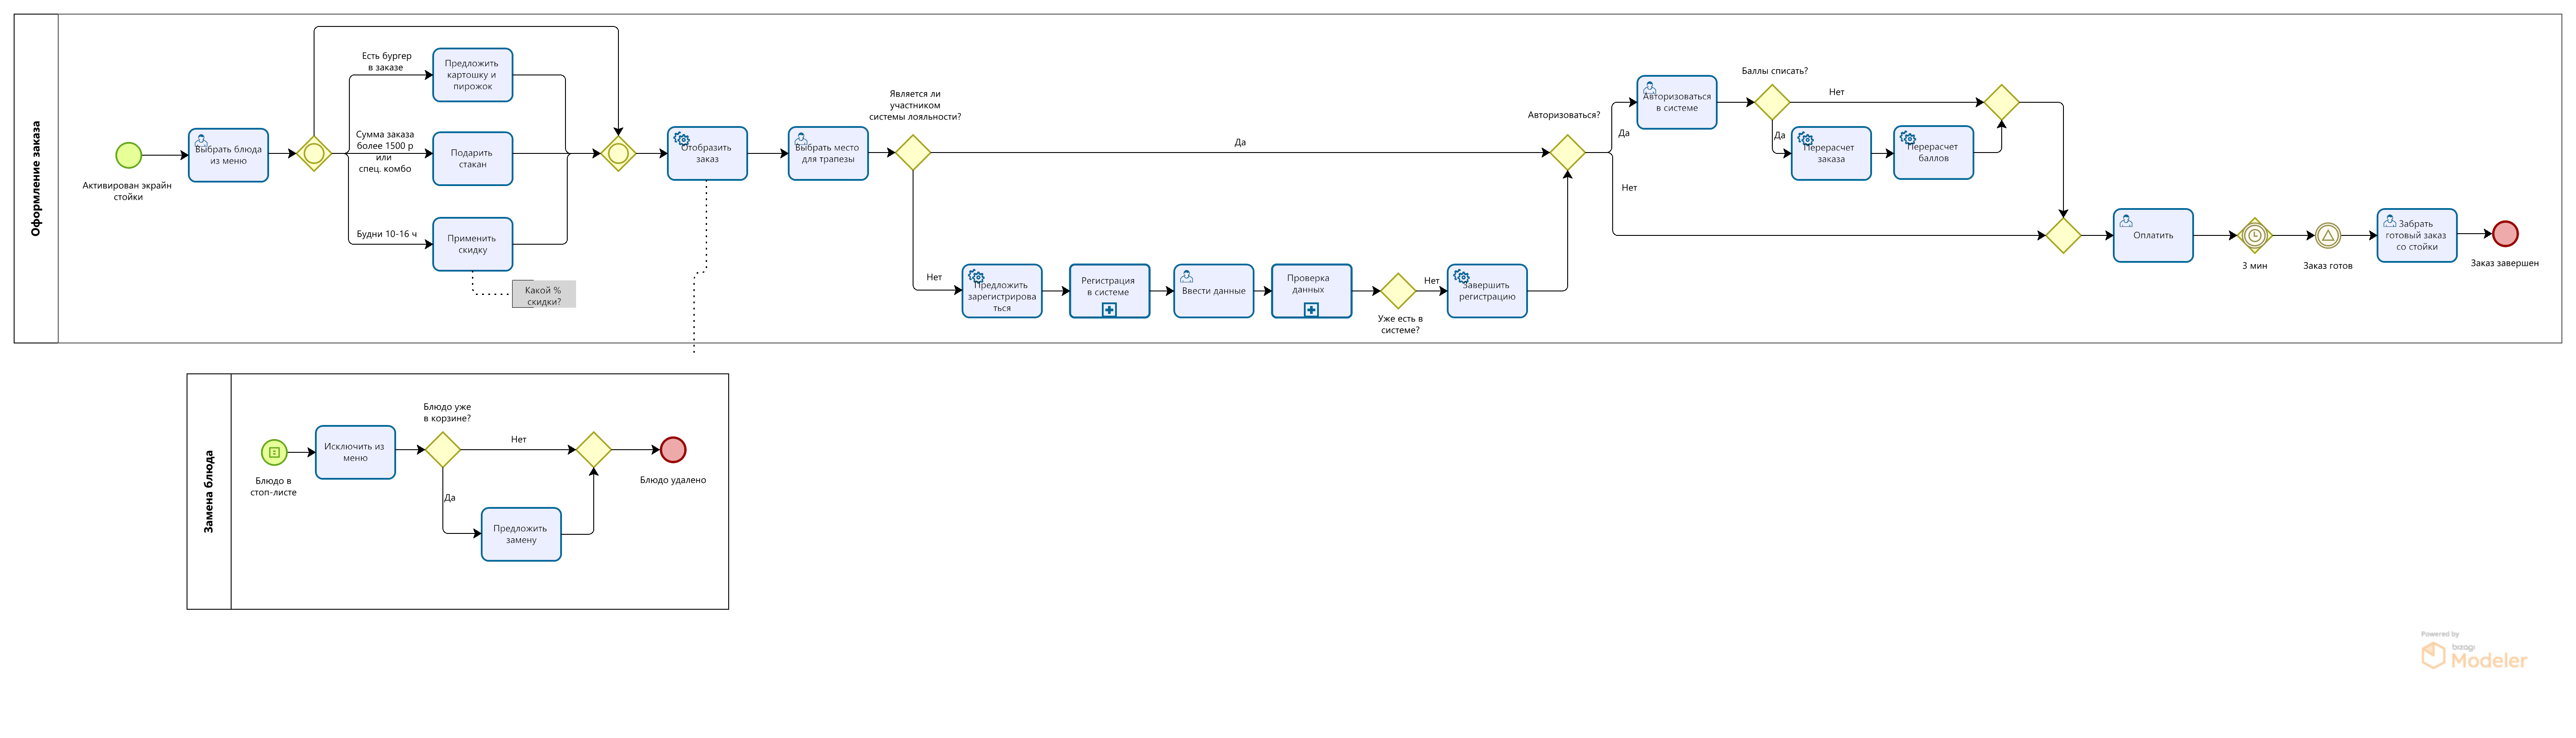 Оформление заказа
Активирован экрайн
стойки
Выбрать блюда
из меню
Есть бургер
в заказе
Предложить
картошку и
пирожок
Сумма заказа
более 1500 р
или
спец. комбо
Подарить
стакан
Будни 10-16 ч
Применить
скидку
Какой %
скидки?
Отобразить
заказ
Выбрать место
для трапезы
Является ли
участником
системы лояльности?
Да
Нет
Предложить
зарегистрирова
ться
Регистрация
в системе
Ввести данные
Проверка
данных
Уже есть в
системе?
Нет
Завершить
регистрацию
Авторизоваться?
Да
Нет
Авторизоваться
в системе
Баллы списать?
Нет
Да
Перерасчет
заказа
Перерасчет
баллов
Оплатить
3 мин
Заказ готов
Забрать
готовый заказ
со стойки
Заказ завершен
Замена блюда
Блюдо в
стоп-листе
Исключить из
меню
Блюдо уже
в корзине?
Нет
Да
Предложить
замену
Блюдо удалено
Powered by
bizagi
Modeler